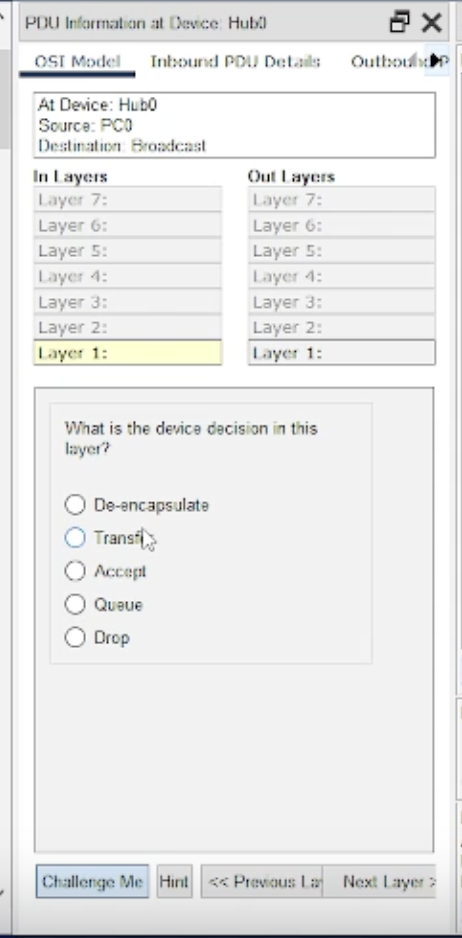 PDU Information at Device: Hub0
OSI Model Inbound PDU Details Outbound P
At Device: Hub0
Source: PC0
Destination: Broadcast
In Layers Out Layers
Layer 7: Layer 7:
Layer 6: Layer 6:
Layer 5: Layer 5:
Layer 4: Layer 4:
Layer 3: Layer 3:
Layer 2: Layer 2:
Layer 1: Layer 1:
What is the device decision in this
layer?
De-encapsulate
Transf
Accept
Queue
Drop
Challenge Me Hint << Previous La Next Layer >